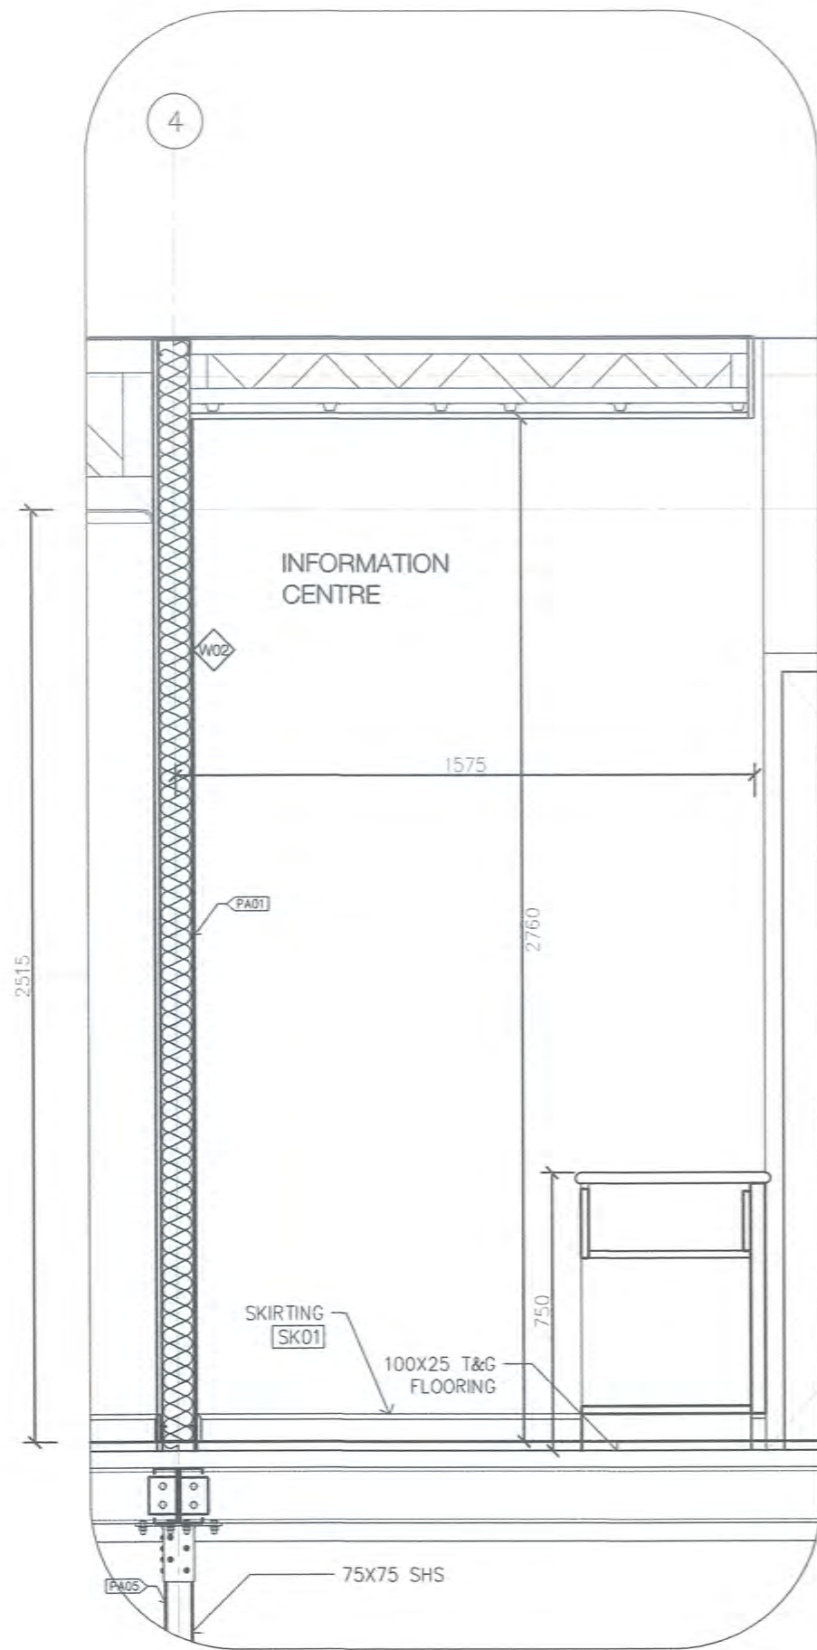 4
INFORMATION
CENTRE
W02
1575
PA01
2760
2515
750
SKIRTING
SK01
100X25 T&G
FLOORING
75X75 SHS
PA05